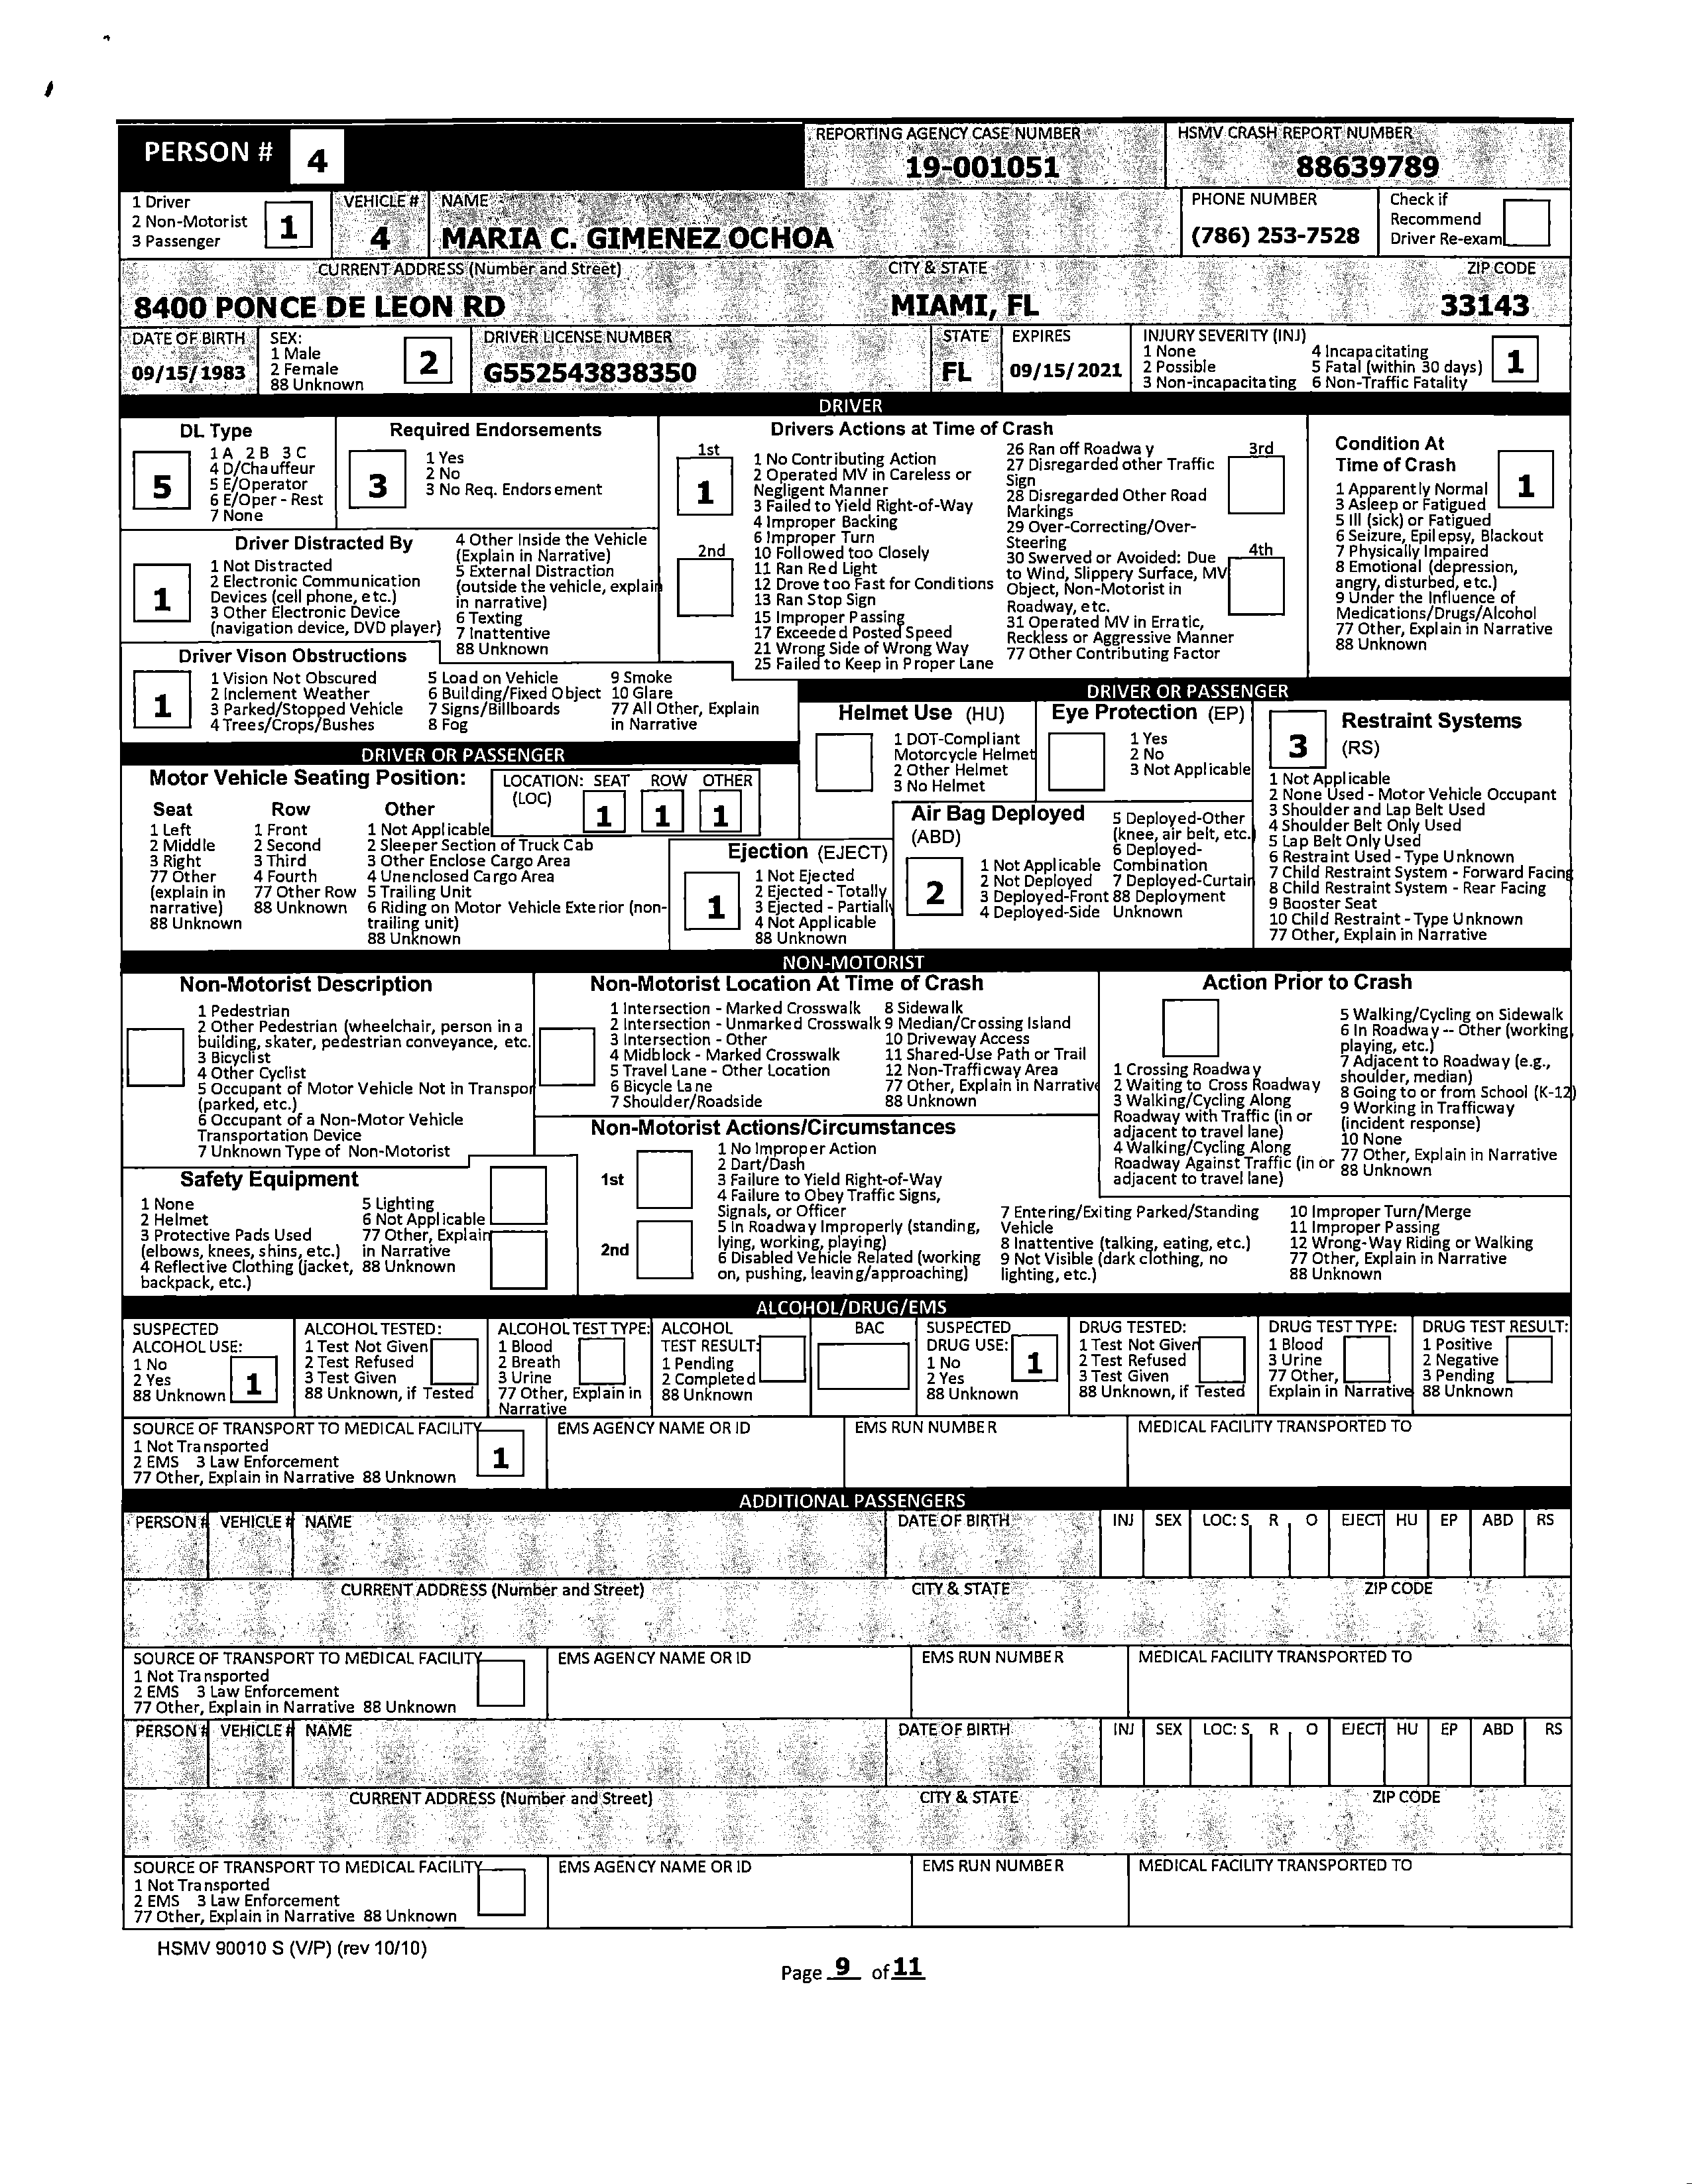 PERSON # 4
REPORTING AGENCY CASE NUMBER
19-001051
HSMV CRASH REPORT NUMBER
88639789
1 Driver
2 Non-Motorist
3 Passenger
1
VEHICLE #
4
NAME
MARIA C. GIMENEZ OCHOA
PHONE NUMBER
(786) 253-7528
Check if
Recommend
Driver Re-exam
CURRENT ADDRESS (Number and Street)
8400 PONCE DE LEON RD
CITY & STATE
MIAMI, FL
ZIP CODE
33143
DATE OF BIRTH
09/15/1983
SEX:
1 Male
2 Female
88 Unknown
2
DRIVER LICENSE NUMBER
G552543838350
STATE
FL
EXPIRES
09/15/2021
INJURY SEVERITY (INJ)
1 None
2 Possible
3 Non-incapacitating
4 Incapacitating
5 Fatal (within 30 days)
6 Non-Traffic Fatality
1
DRIVER
DL Type
5
1 A 2 B 3 C
4 D/Chauffeur
5 E/Operator
6 E/Oper - Rest
7 None
Required Endorsements
3
1 Yes
2 No
3 No Req. Endorsement
Driver Distracted By
1
1 Not Distracted
2 Electronic Communication
Devices (cell phone, etc.)
3 Other Electronic Device
(navigation device, DVD player)
4 Other Inside the Vehicle
(Explain in Narrative)
5 External Distraction
(outside the vehicle, explain
in narrative)
6 Texting
7 Inattentive
88 Unknown
Driver Vison Obstructions
1
1 Vision Not Obscured
2 Inclement Weather
3 Parked/Stopped Vehicle
4 Trees/Crops/Bushes
5 Load on Vehicle
6 Building/Fixed Object
7 Signs/Billboards
8 Fog
9 Smoke
10 Glare
77 All Other, Explain
in Narrative
Drivers Actions at Time of Crash
1st
1
2nd
1 No Contributing Action
2 Operated MV in Careless or
Negligent Manner
3 Failed to Yield Right-of-Way
4 Improper Backing
6 Improper Turn
10 Followed too Closely
11 Ran Red Light
12 Drove too Fast for Conditions
13 Ran Stop Sign
15 Improper Passing
17 Exceeded Posted Speed
21 Wrong Side of Wrong Way
25 Failed to Keep in Proper Lane
26 Ran off Roadway
27 Disregarded other Traffic
Sign
28 Disregarded Other Road
Markings
29 Over-Correcting/Over-
Steering
30 Swerved or Avoided: Due
to Wind, Slippery Surface, MV
Object, Non-Motorist in
Roadway, etc.
31 Operated MV in Erratic,
Reckless or Aggressive Manner
77 Other Contributing Factor
3rd
4th
Condition At
Time of Crash
1
1 Apparently Normal
3 Asleep or Fatigued
5 Ill (sick) or Fatigued
6 Seizure, Epilepsy, Blackout
7 Physically Impaired
8 Emotional (depression,
angry, disturbed, etc.)
9 Under the Influence of
Medications/Drugs/Alcohol
77 Other, Explain in Narrative
88 Unknown
DRIVER OR PASSENGER
Motor Vehicle Seating Position:
LOCATION: SEAT ROW OTHER
(LOC)
1 1 1
Seat
1 Left
2 Middle
3 Right
77 Other
(explain in
narrative)
88 Unknown
Row
1 Front
2 Second
3 Third
4 Fourth
77 Other Row
88 Unknown
Other
1 Not Applicable
2 Sleeper Section of Truck Cab
3 Other Enclose Cargo Area
4 Unenclosed Cargo Area
5 Trailing Unit
6 Riding on Motor Vehicle Exterior (non-
trailing unit)
88 Unknown
DRIVER OR PASSENGER
Helmet Use (HU)
1 DOT-Compliant
Motorcycle Helmet
2 Other Helmet
3 No Helmet
Eye Protection (EP)
1 Yes
2 No
3 Not Applicable
Ejection (EJECT)
1
1 Not Ejected
2 Ejected - Totally
3 Ejected - Partially
4 Not Applicable
88 Unknown
Air Bag Deployed
(ABD)
2
1 Not Applicable
2 Not Deployed
3 Deployed-Front
4 Deployed-Side
5 Deployed-Other
(knee, air belt, etc.)
6 Deployed-
Combination
7 Deployed-Curtain
88 Deployment
Unknown
3
Restraint Systems
(RS)
1 Not Applicable
2 None Used - Motor Vehicle Occupant
3 Shoulder and Lap Belt Used
4 Shoulder Belt Only Used
5 Lap Belt Only Used
6 Restraint Used - Type Unknown
7 Child Restraint System - Forward Facing
8 Child Restraint System - Rear Facing
9 Booster Seat
10 Child Restraint - Type Unknown
77 Other, Explain in Narrative
NON-MOTORIST
Non-Motorist Description
1 Pedestrian
2 Other Pedestrian (wheelchair, person in a
building, skater, pedestrian conveyance, etc.
3 Bicyclist
4 Other Cyclist
5 Occupant of Motor Vehicle Not in Transpor
(parked, etc.)
6 Occupant of a Non-Motor Vehicle
Transportation Device
7 Unknown Type of Non-Motorist
Non-Motorist Location At Time of Crash
1 Intersection - Marked Crosswalk
2 Intersection - Unmarked Crosswalk
3 Intersection - Other
4 Midblock - Marked Crosswalk
5 Travel Lane - Other Location
6 Bicycle Lane
7 Shoulder/Roadside
8 Sidewalk
9 Median/Crossing Island
10 Driveway Access
11 Shared-Use Path or Trail
12 Non-Trafficway Area
77 Other, Explain in Narrative
88 Unknown
Action Prior to Crash
1 Crossing Roadway
2 Waiting to Cross Roadway
3 Walking/Cycling Along
Roadway with Traffic (in or
adjacent to travel lane)
4 Walking/Cycling Along
Roadway Against Traffic (in or
adjacent to travel lane)
5 Walking/Cycling on Sidewalk
6 In Roadway -- Other (working,
playing, etc.)
7 Adjacent to Roadway (e.g.,
shoulder, median)
8 Going to or from School (K-12)
9 Working in Trafficway
(incident response)
10 None
77 Other, Explain in Narrative
88 Unknown
Safety Equipment
1 None
2 Helmet
3 Protective Pads Used
(elbows, knees, shins, etc.)
4 Reflective Clothing (jacket,
backpack, etc.)
5 Lighting
6 Not Applicable
77 Other, Explain
in Narrative
88 Unknown
Non-Motorist Actions/Circumstances
1st
2nd
1 No Improper Action
2 Dart/Dash
3 Failure to Yield Right-of-Way
4 Failure to Obey Traffic Signs,
Signals, or Officer
5 In Roadway Improperly (standing,
lying, working, playing)
6 Disabled Vehicle Related (working
on, pushing, leaving/approaching)
7 Entering/Exiting Parked/Standing
Vehicle
8 Inattentive (talking, eating, etc.)
9 Not Visible (dark clothing, no
lighting, etc.)
10 Improper Turn/Merge
11 Improper Passing
12 Wrong-Way Riding or Walking
77 Other, Explain in Narrative
88 Unknown
ALCOHOL/DRUG/EMS
SUSPECTED
ALCOHOL USE:
1 No
2 Yes
88 Unknown
1
ALCOHOL TESTED:
1 Test Not Given
2 Test Refused
3 Test Given
88 Unknown, if Tested
ALCOHOL TEST TYPE:
1 Blood
2 Breath
3 Urine
77 Other, Explain in
Narrative
ALCOHOL
TEST RESULT:
1 Pending
2 Completed
88 Unknown
BAC
SUSPECTED
DRUG USE:
1 No
2 Yes
88 Unknown
1
DRUG TESTED:
1 Test Not Given
2 Test Refused
3 Test Given
88 Unknown, if Tested
DRUG TEST TYPE:
1 Blood
3 Urine
77 Other,
Explain in Narrative
DRUG TEST RESULT:
1 Positive
2 Negative
3 Pending
88 Unknown
SOURCE OF TRANSPORT TO MEDICAL FACILITY
1 Not Transported
2 EMS 3 Law Enforcement
77 Other, Explain in Narrative 88 Unknown
1
EMS AGENCY NAME OR ID
EMS RUN NUMBER
MEDICAL FACILITY TRANSPORTED TO
ADDITIONAL PASSENGERS
PERSON # VEHICLE # NAME DATE OF BIRTH INJ SEX LOC: S R O EJECT HU EP ABD RS
CURRENT ADDRESS (Number and Street) CITY & STATE ZIP CODE
SOURCE OF TRANSPORT TO MEDICAL FACILITY
1 Not Transported
2 EMS 3 Law Enforcement
77 Other, Explain in Narrative 88 Unknown
EMS AGENCY NAME OR ID
EMS RUN NUMBER
MEDICAL FACILITY TRANSPORTED TO
PERSON # VEHICLE # NAME DATE OF BIRTH INJ SEX LOC: S R O EJECT HU EP ABD RS
CURRENT ADDRESS (Number and Street) CITY & STATE ZIP CODE
SOURCE OF TRANSPORT TO MEDICAL FACILITY
1 Not Transported
2 EMS 3 Law Enforcement
77 Other, Explain in Narrative 88 Unknown
EMS AGENCY NAME OR ID
EMS RUN NUMBER
MEDICAL FACILITY TRANSPORTED TO
HSMV 90010 S (V/P) (rev 10/10)
Page 9 of 11